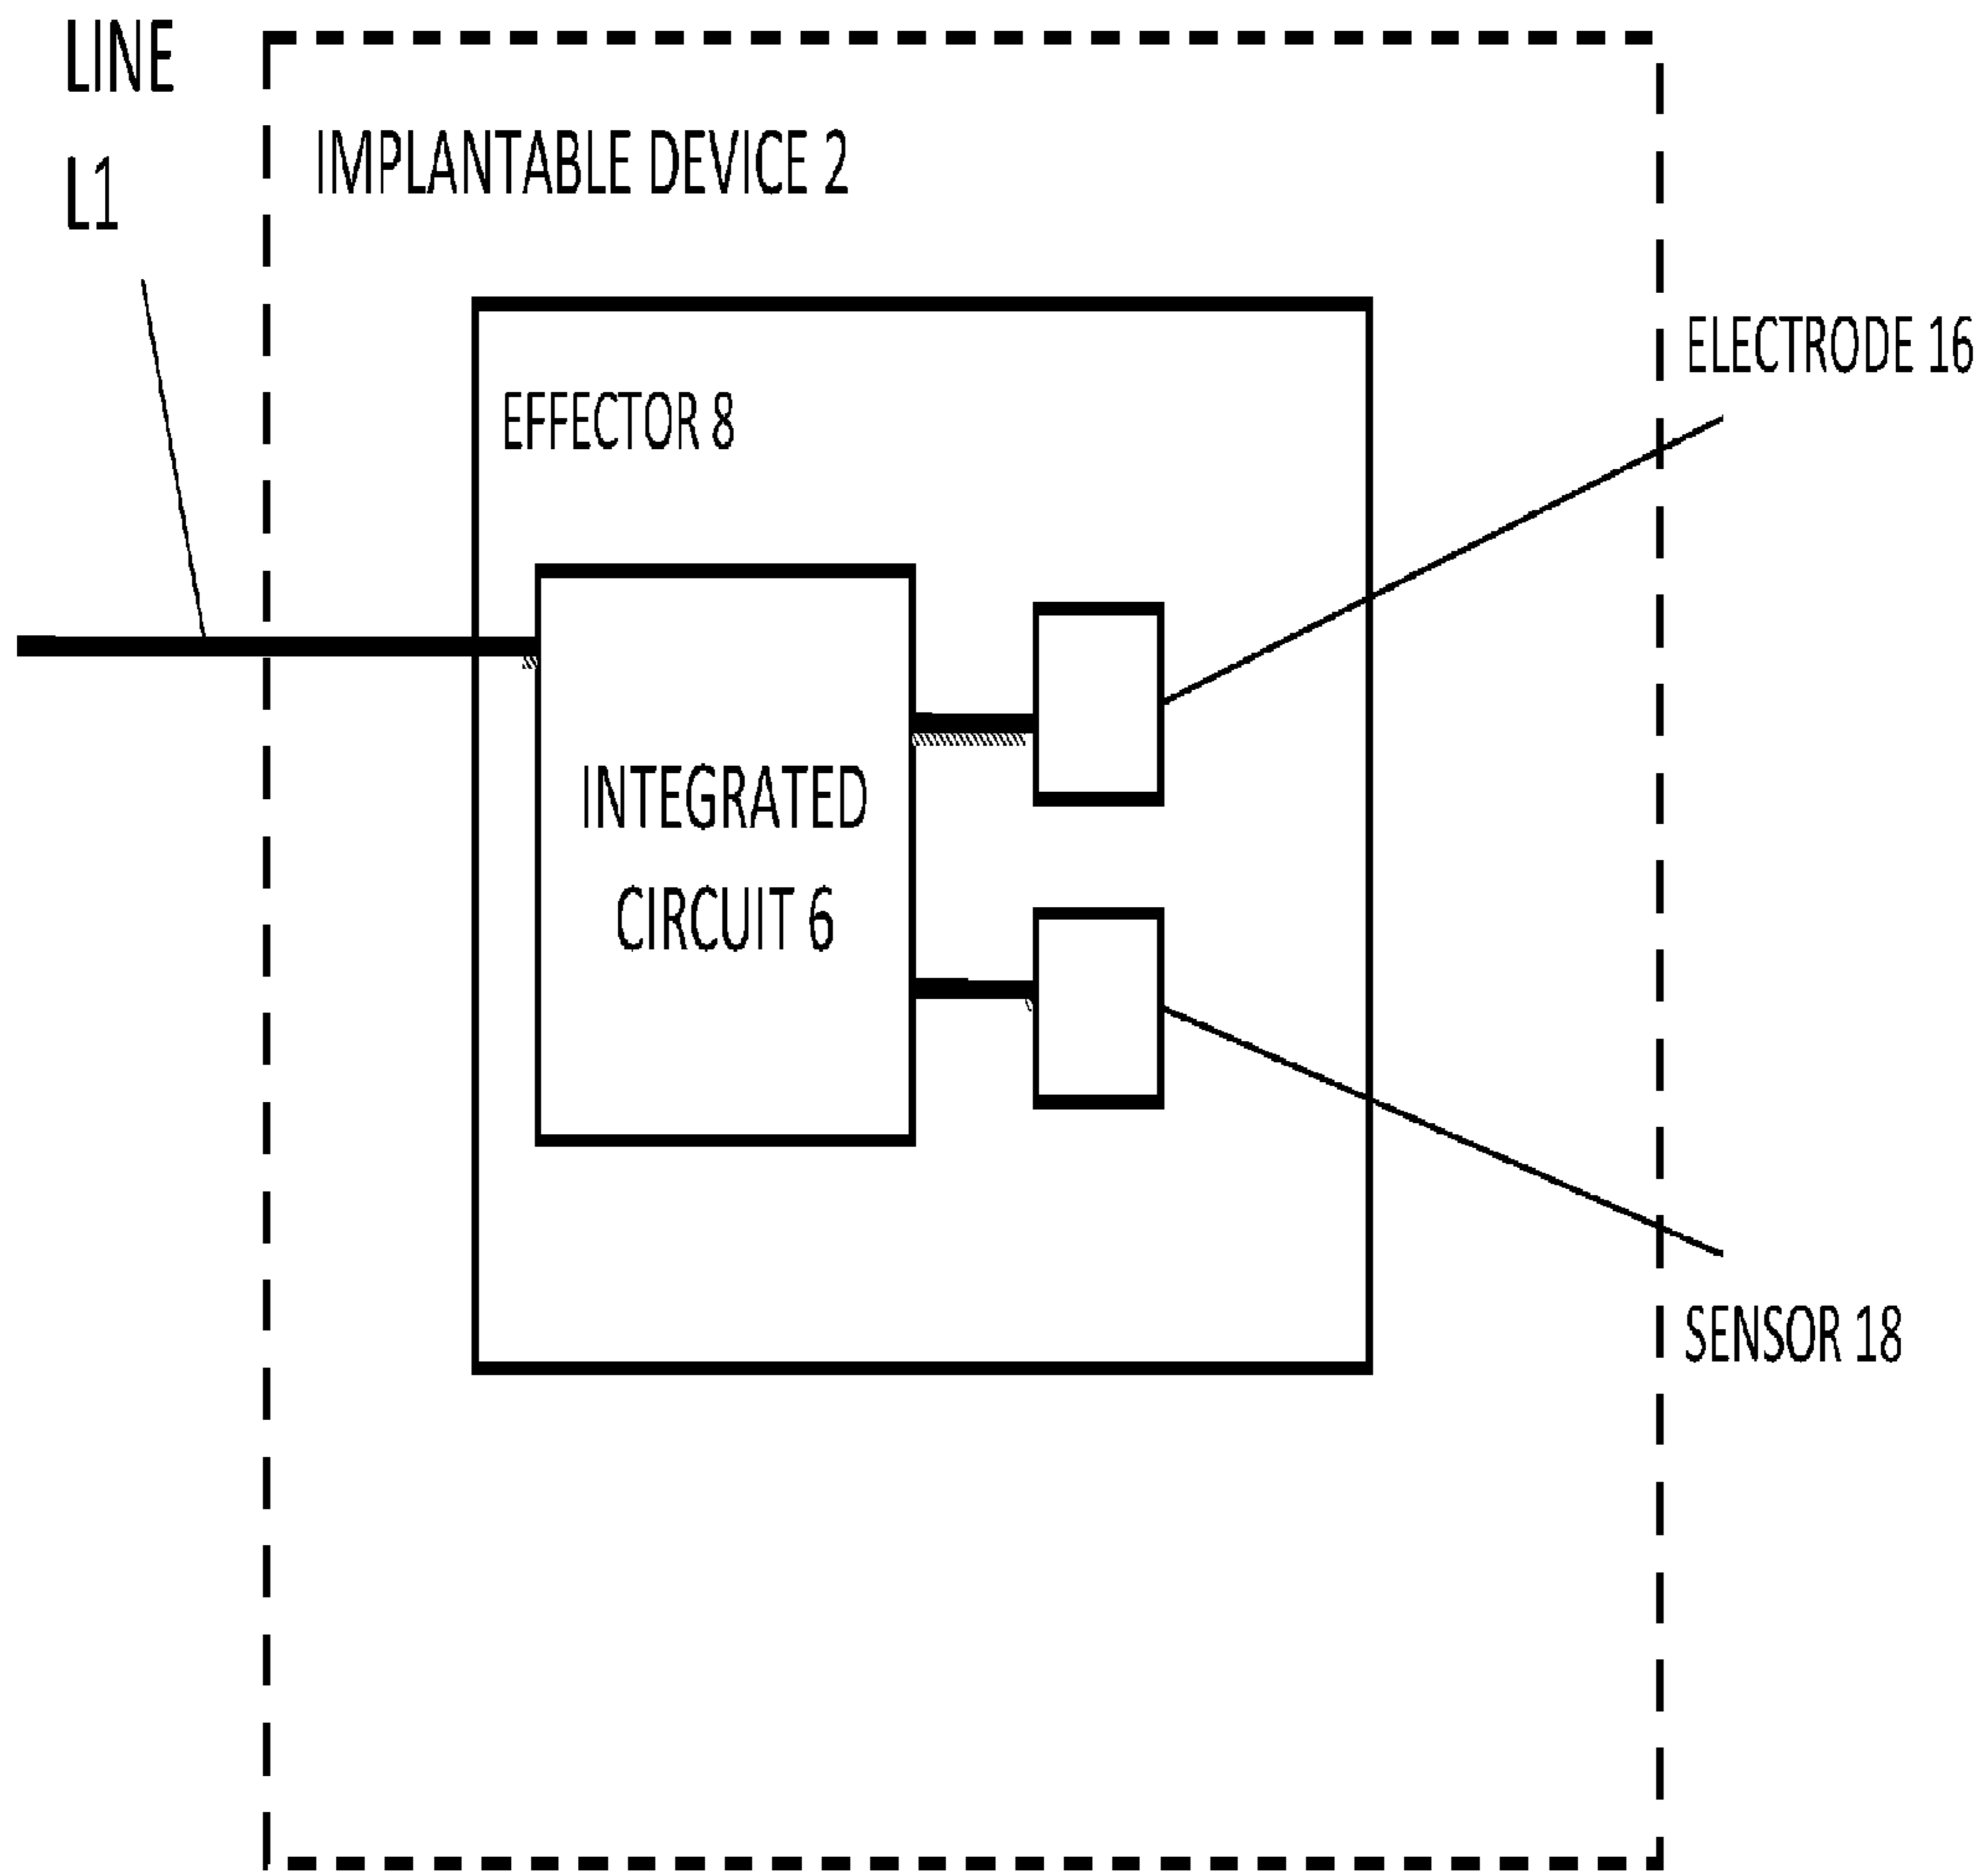 LINE
L1
IMPLANTABLE DEVICE 2
ELECTRODE 16
EFFECTOR 8
INTEGRATED
CIRCUIT 6
SENSOR 18